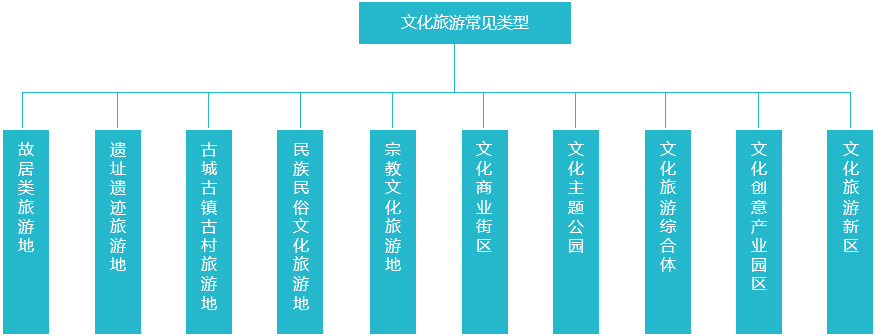 文化旅游常见类型
故居类旅游地
遗址遗迹旅游地
古城古镇古村旅游地
民族民俗文化旅游地
宗教文化旅游地
文化商业街区
文化主题公园
文化旅游综合体
文化创意产业园区
文化旅游新区